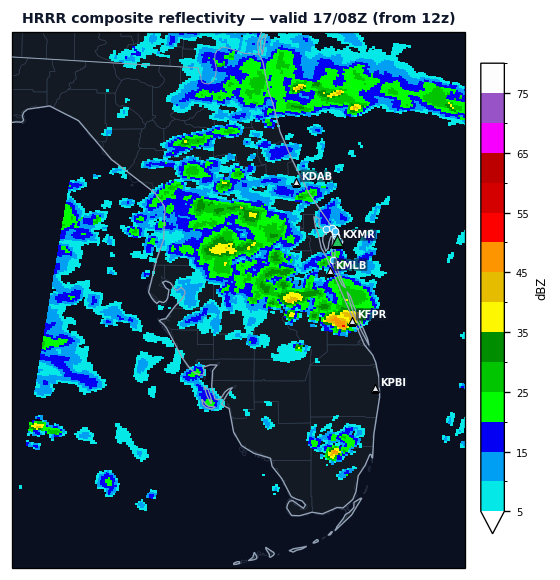 HRRR composite reflectivity — valid 17/08Z (from 12z)
KDAB
KXMR
KMLB
KFPR
KPBI
75
65
55
45
35
25
15
5
dBZ